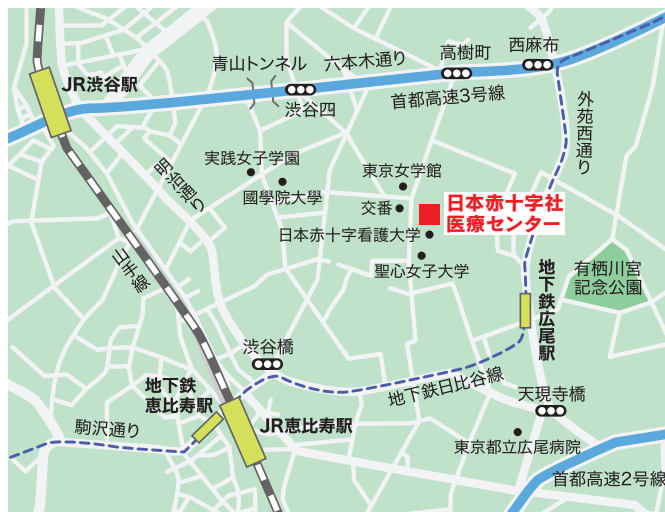 西麻布
高樹町
六本木通り
青山トンネル
JR渋谷駅
首都高速3号線
渋谷四
外苑西通り
実践女子学園
明治通り
東京女学館
國學院大學
日本赤十字社
医療センター
交番
日本赤十字看護大学
山手線
聖心女子大学
有栖川宮
記念公園
地下鉄広尾駅
渋谷橋
地下鉄日比谷線
地下鉄
恵比寿駅
天現寺橋
駒沢通り
JR恵比寿駅
東京都立広尾病院
首都高速2号線